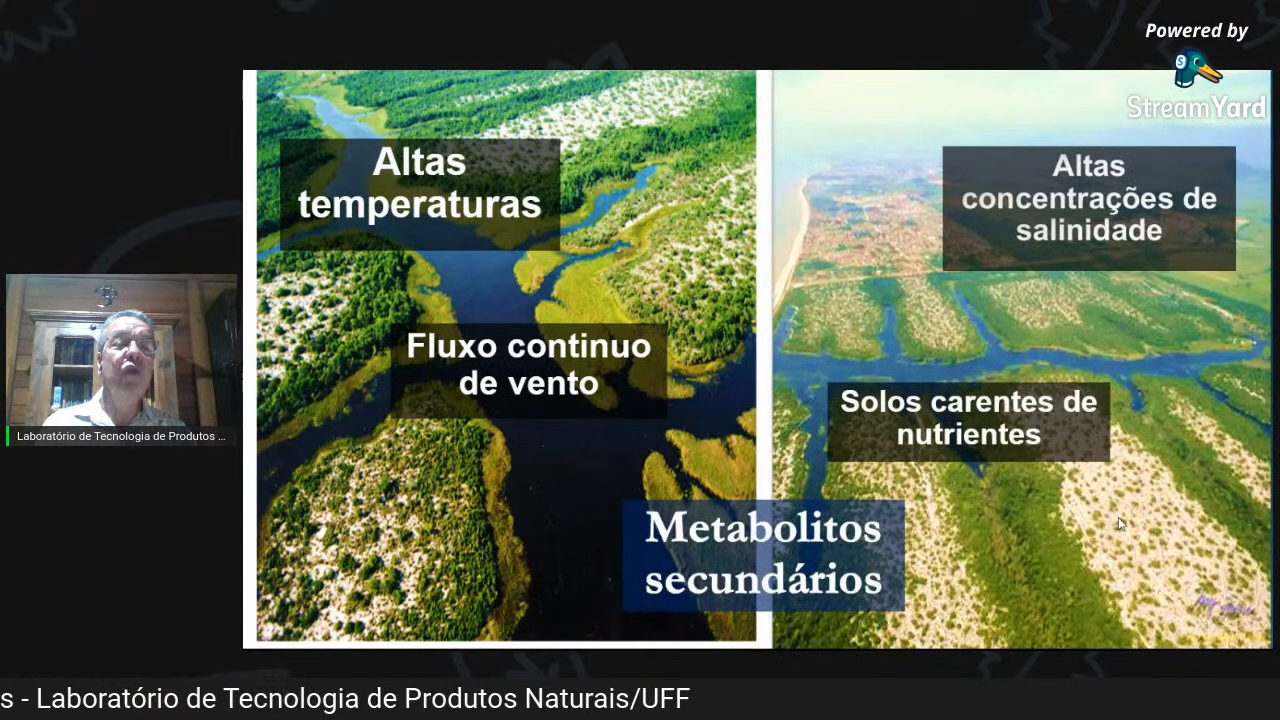 Powered by
StreamYard
Altas
temperaturas
Altas
concentrações de
salinidade
Fluxo continuo
de vento
Solos carentes de
nutrientes
Metabolitos
secundários
Laboratório de Tecnologia de Produtos ...
s - Laboratório de Tecnologia de Produtos Naturais/UFF